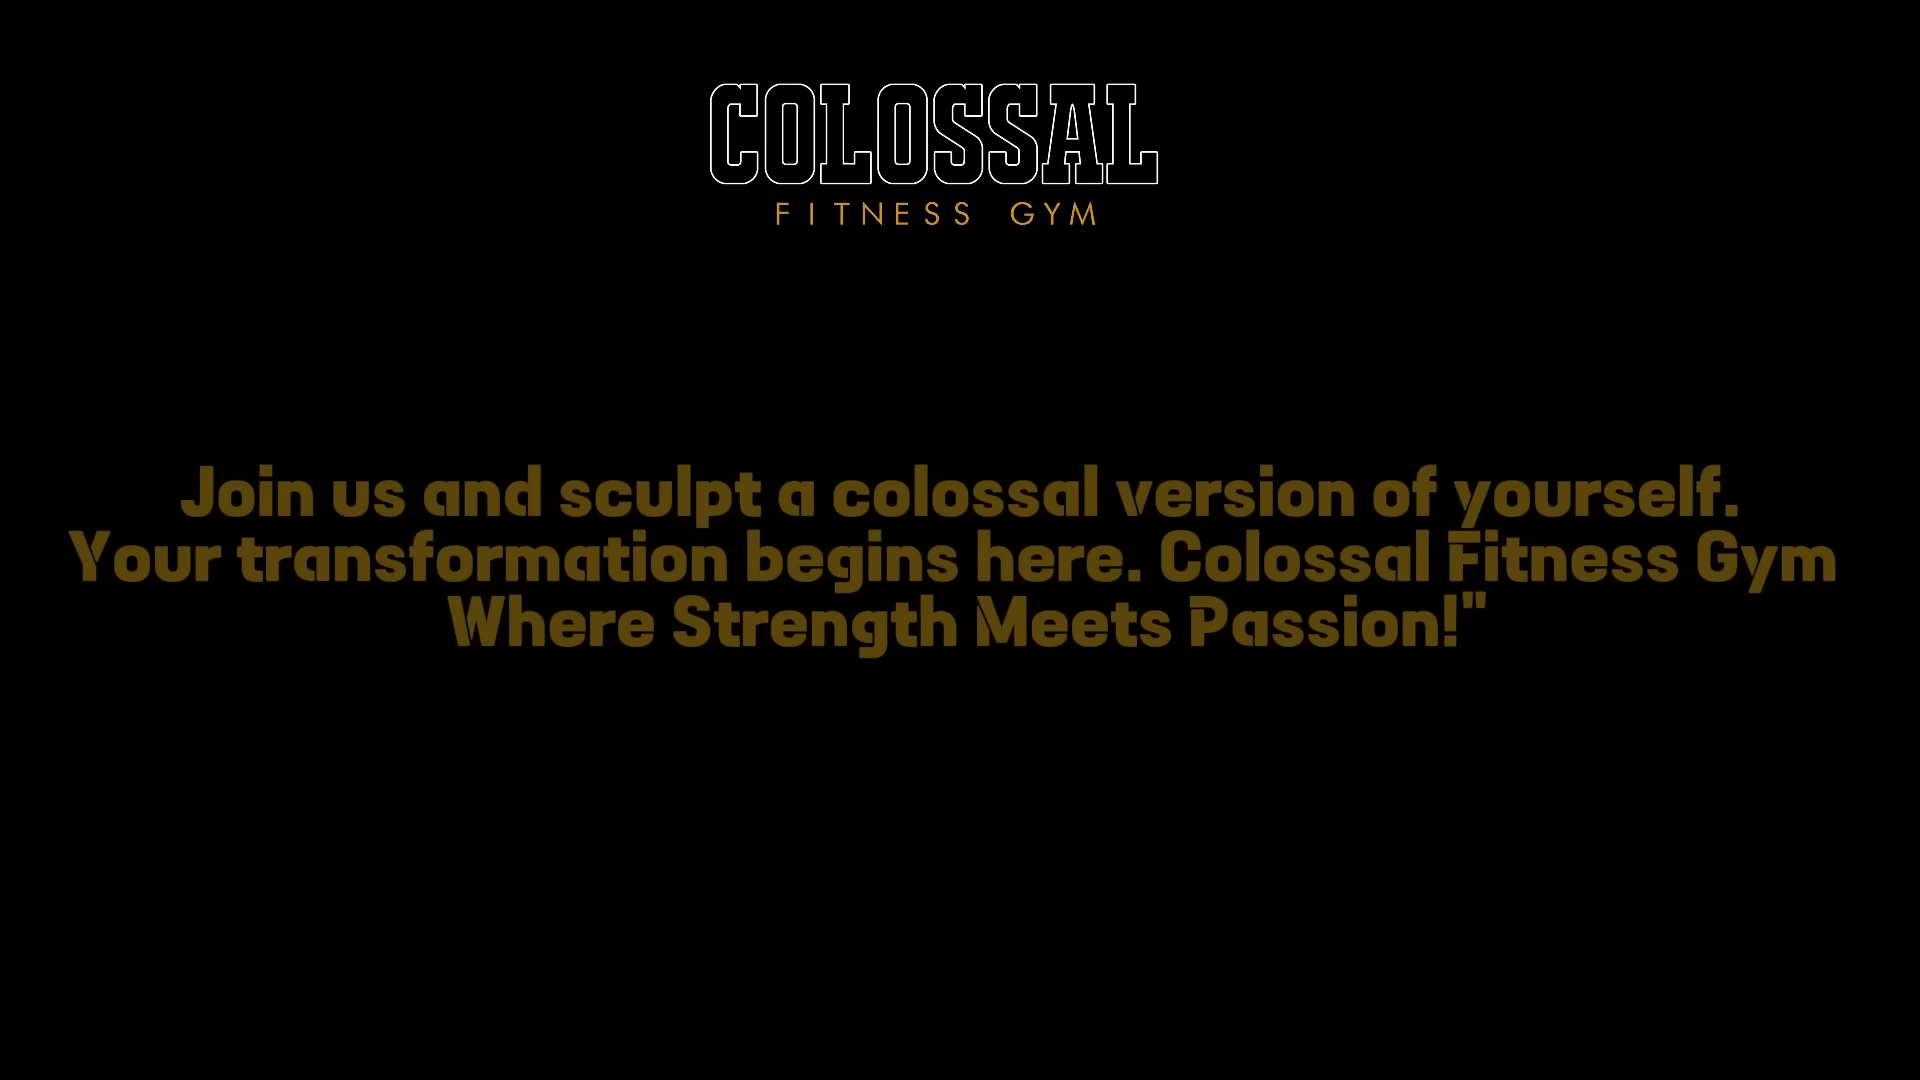 COLOSSAL
FITNESS GYM
Join us and sculpt a colossal version of yourself.
Your transformation begins here. Colossal Fitness Gym
Where Strength Meets Passion!"